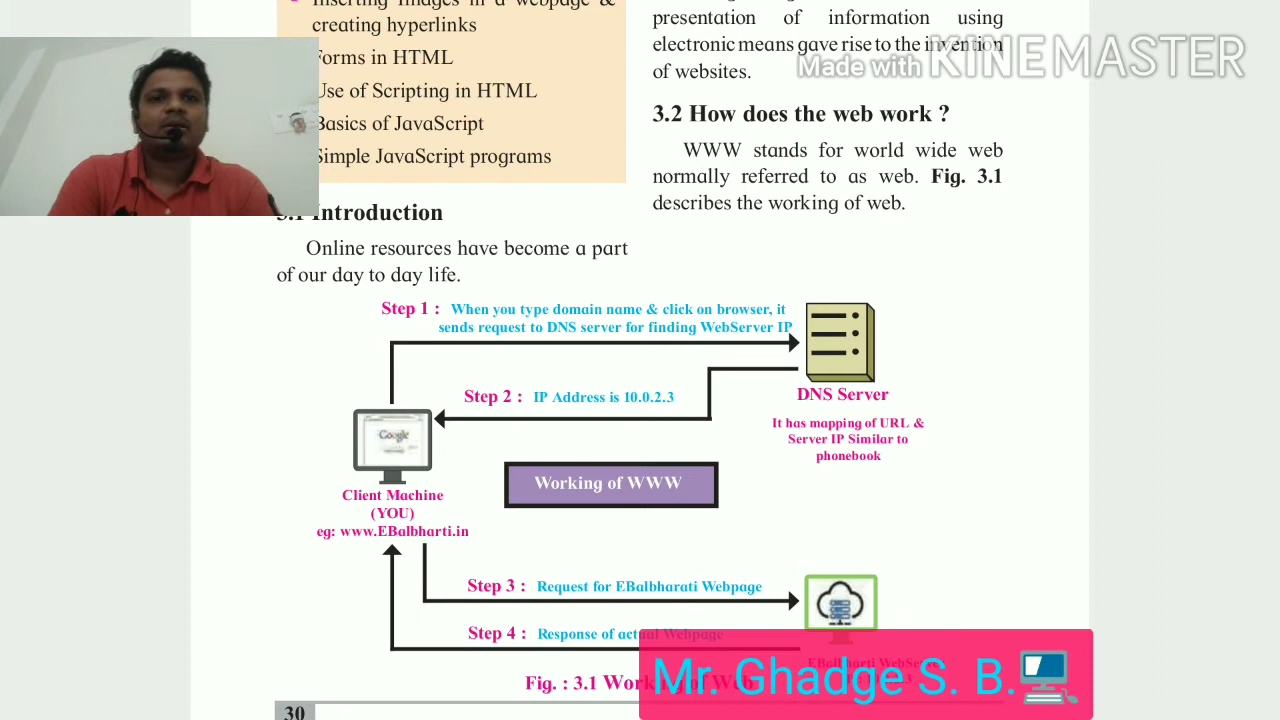 creating hyperlinks
Forms in HTML
Use of Scripting in HTML
Basics of JavaScript
Simple JavaScript programs
3.1 Introduction
Online resources have become a part
of our day to day life.
presentation of information using
electronic means gave rise to the invention
of websites.
Made with KINEMASTER
3.2 How does the web work ?
WWW stands for world wide web
normally referred to as web. Fig. 3.1
describes the working of web.
Step 1 : When you type domain name & click on browser, it
sends request to DNS server for finding WebServer IP
Step 2 : IP Address is 10.0.2.3
DNS Server
It has mapping of URL &
Server IP Similar to
phonebook
Google
Working of WWW
Client Machine
(YOU)
eg: www.EBalbharti.in
Step 3 : Request for EBalbharati Webpage
Step 4 : Response of actual Webpage
EBalbharti WebServer
Fig. : 3.1 Working of Web
Mr. Ghadge S. B.
30